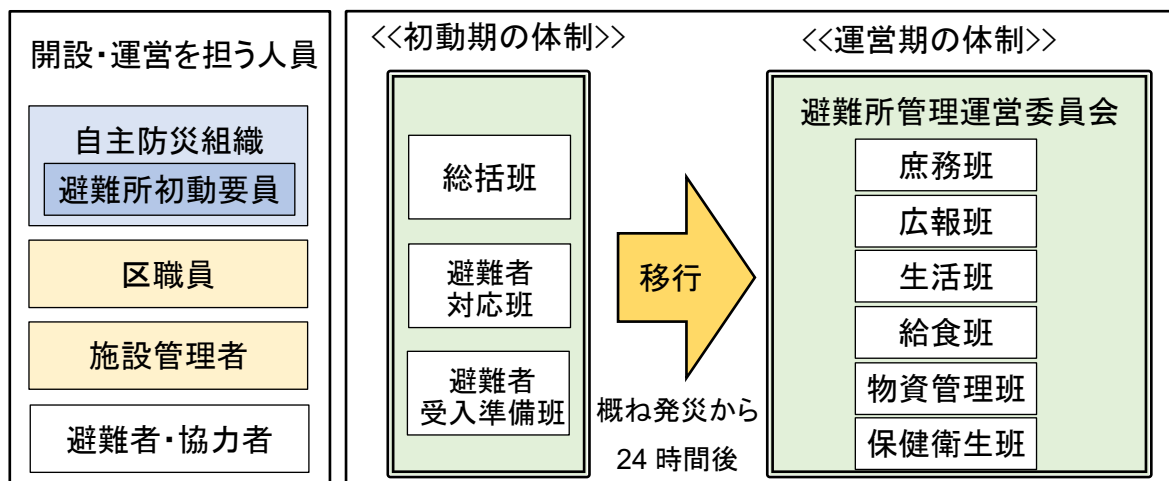 開設・運営を担う人員
自主防災組織
避難所初動要員
区職員
施設管理者
避難者・協力者
<<初動期の体制>>
総括班
避難者
対応班
避難者
受入準備班
移行
概ね発災から
24 時間後
<<運営期の体制>>
避難所管理運営委員会
庶務班
広報班
生活班
給食班
物資管理班
保健衛生班